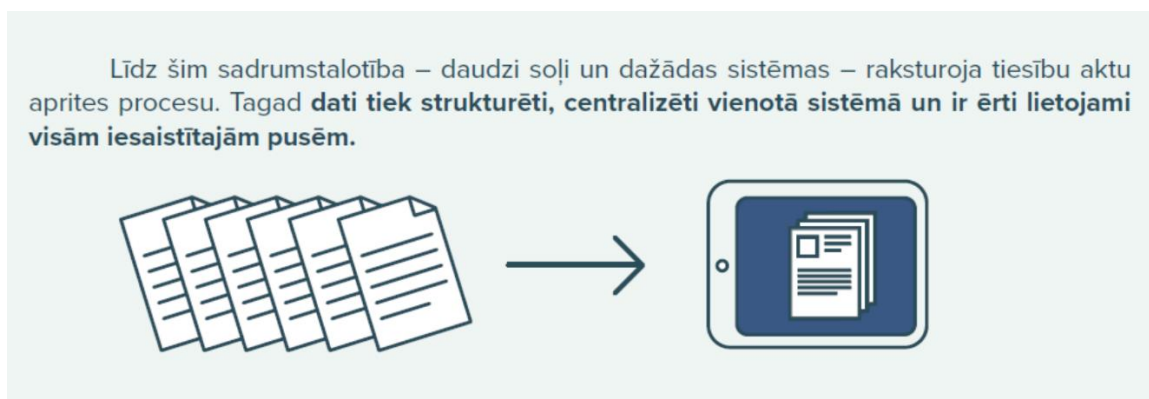 Līdz šim sadrumstalotība – daudzi soļi un dažādas sistēmas – raksturoja tiesību aktu
aprites procesu. Tagad dati tiek strukturēti, centralizēti vienotā sistēmā un ir ērti lietojami
visām iesaistītajām pusēm.